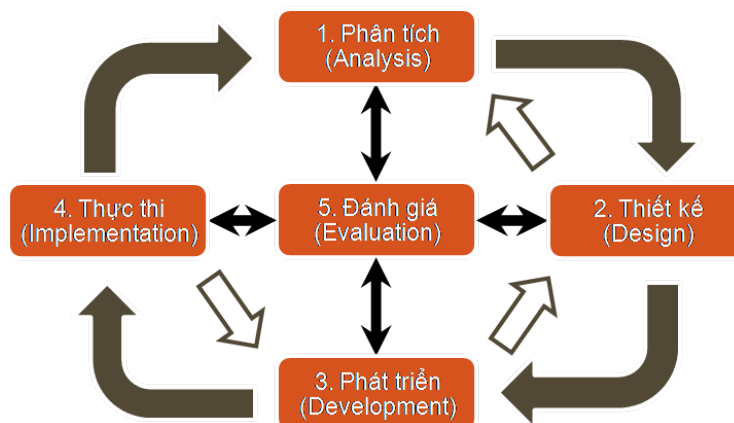 1. Phân tích
(Analysis)
4. Thực thi
(Implementation)
5. Đánh giá
(Evaluation)
2. Thiết kế
(Design)
3. Phát triển
(Development)